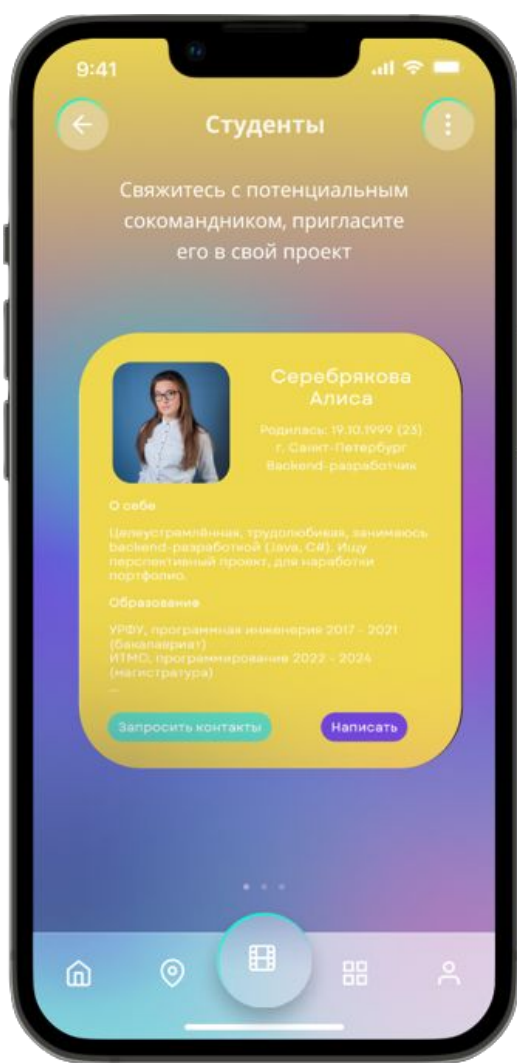 9:41
Студенты
Свяжитесь с потенциальным
сокомандником, пригласите
его в свой проект
Серебрякова
Алиса
Родилась: 19.10.1999 (23)
г. Санкт-Петербург
Backend-разработчик
О себе
Целеустремлённая, трудолюбивая, занимаюсь
backend-разработкой (Java, C#). Ищу
перспективный проект, для наработки
портфолио.
Образование
УРФУ, программная инженерия 2017 - 2021
(бакалавриат)
ИТМО, программирование 2022 - 2024
(магистратура)
...
Запросить контакты
Написать